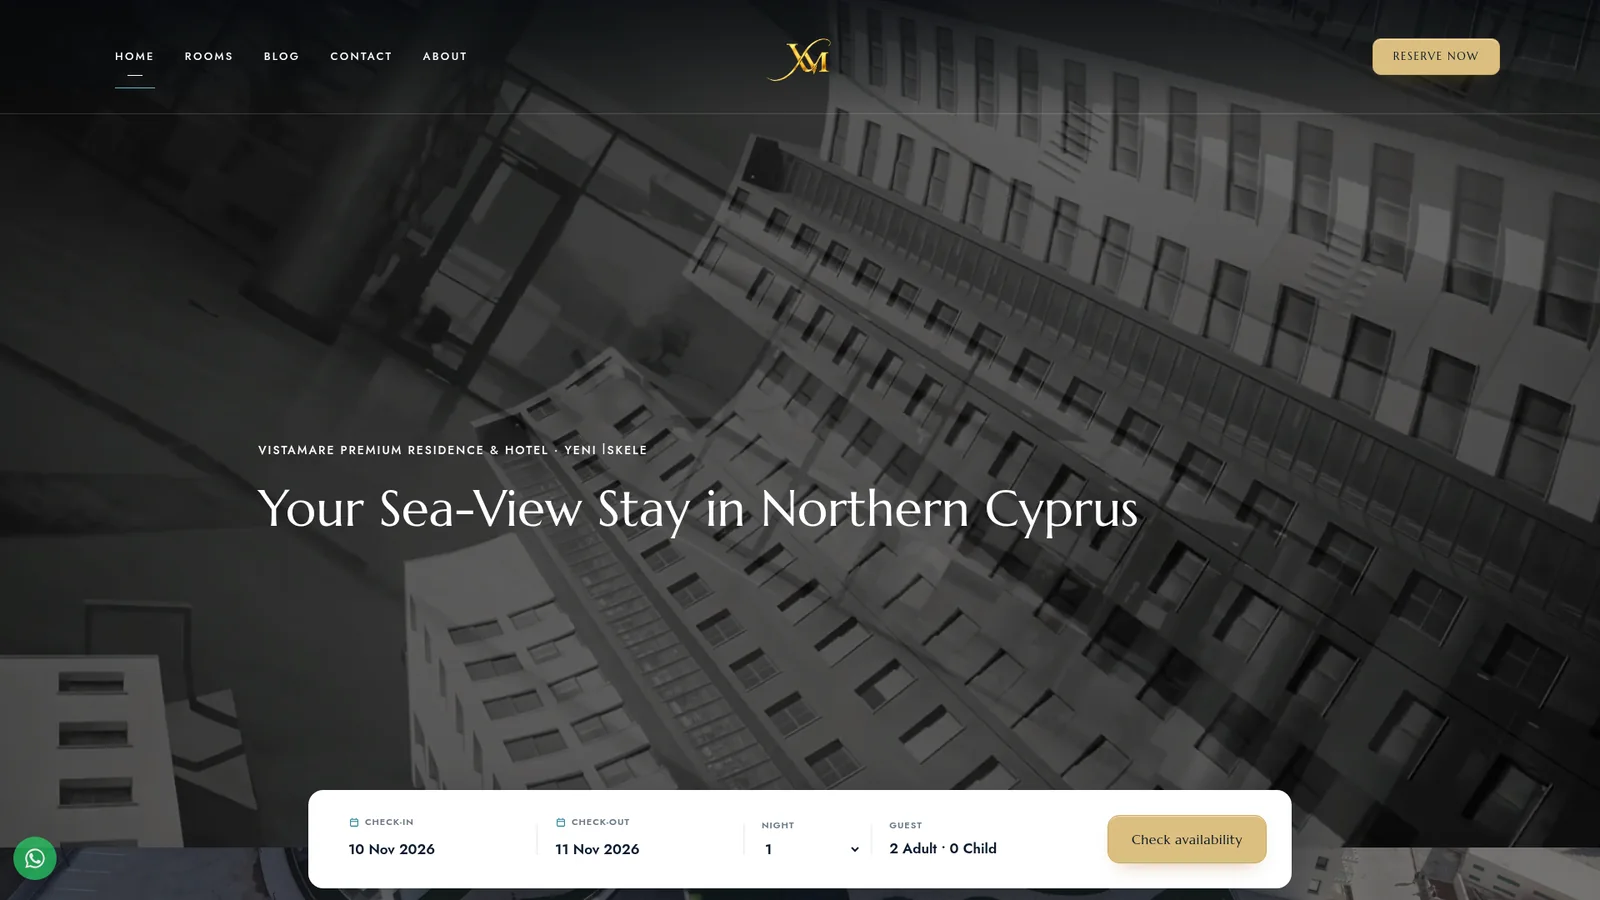 HOME ROOMS BLOG CONTACT ABOUT
XM
RESERVE NOW
VISTAMARE PREMIUM RESIDENCE & HOTEL · YENI İSKELE
Your Sea-View Stay in Northern Cyprus
CHECK-IN CHECK-OUT NIGHT GUEST
10 Nov 2026 11 Nov 2026 1 2 Adult · 0 Child
Check availability